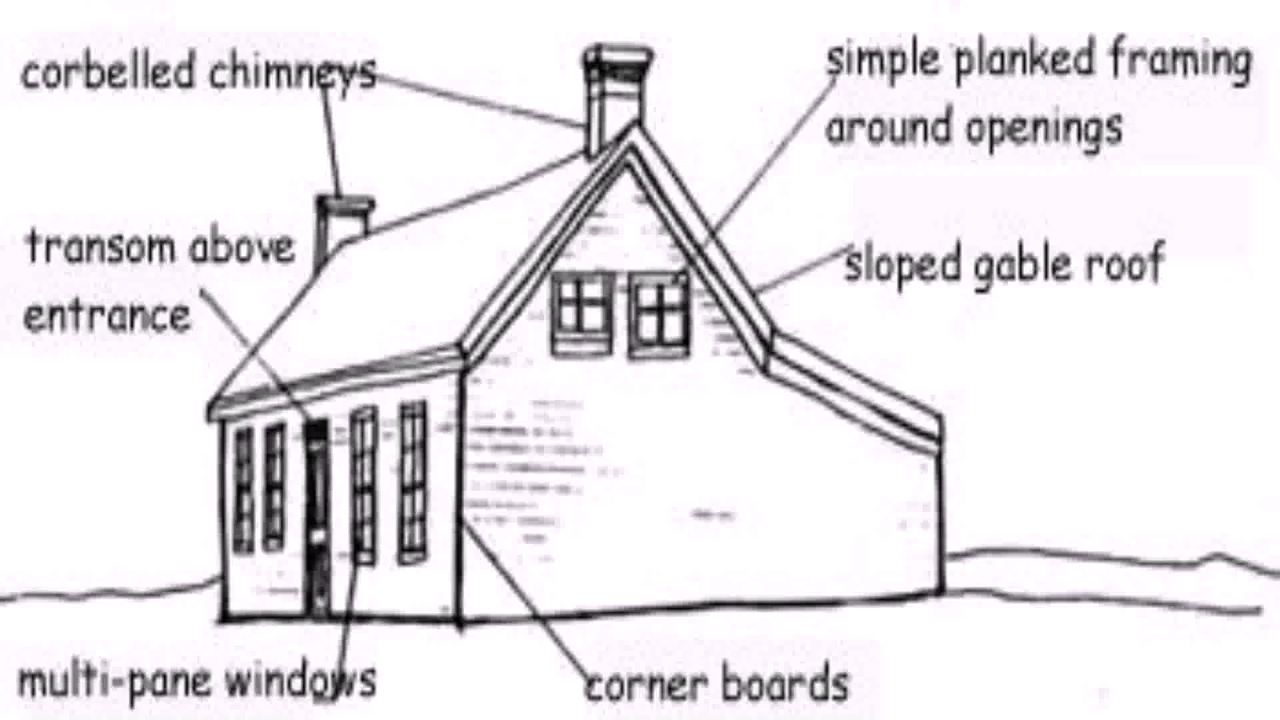 corbelled chimneys
simple planked framing
around openings
transom above
entrance
sloped gable roof
multi-pane windows
corner boards